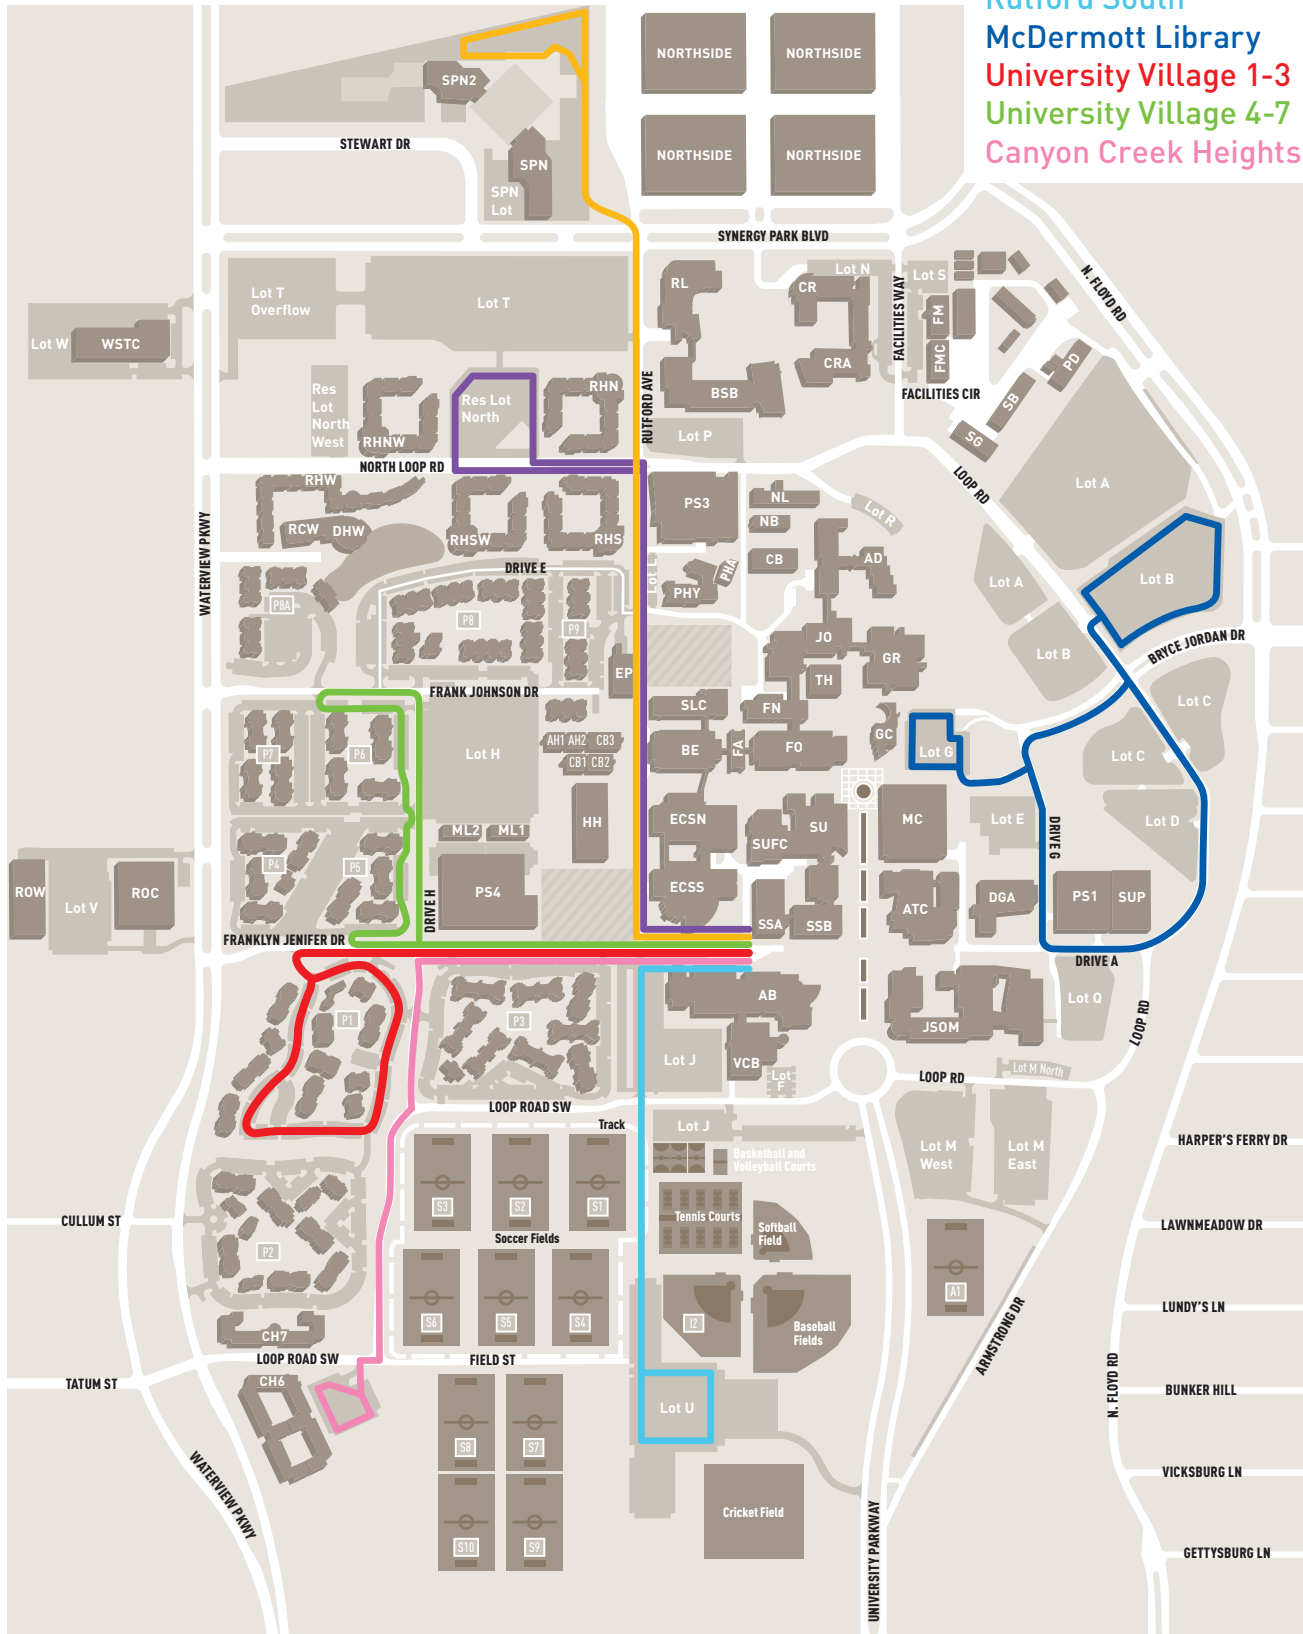 Rutford South
McDermott Library
University Village 1-3
University Village 4-7
Canyon Creek Heights
NORTHSIDE
NORTHSIDE
SPN2
STEWART DR
NORTHSIDE
NORTHSIDE
SPN
SPN
Lot
SYNERGY PARK BLVD
N. FLOYD RD
Lot T
Overflow
Lot T
RL
CR
Lot N
Lot S
FACILITIES WAY
FM
FMC
Lot W
WSTC
CRA
PD
SB
SG
BSB
FACILITIES CIR
RUTFORD AVE
Res
Lot
North
West
RHNW
Res Lot
North
RHN
Lot P
NORTH LOOP RD
LOOP RD
Lot A
RHW
RCW
DHW
RHSW
RHS
PS3
NL
NB
CB
Lot R
AD
WATERVIEW PKWY
DRIVE E
Lot L
PHY
PHA
Lot A
Lot B
P8A
P8
P9
JO
GR
TH
Lot B
BRYCE JORDAN DR
EP
FRANK JOHNSON DR
SLC
FN
Lot C
P7
P6
Lot H
AH1
AH2
CB3
CB1
CB2
BE
FA
FO
GC
Lot G
Lot C
HH
ECSN
SUFC
SU
MC
Lot E
DRIVE G
Lot D
ML2
ML1
P4
P5
PS4
ECSS
SSA
SSB
ATC
DGA
PS1
SUP
ROW
Lot V
ROC
DRIVE H
FRANKLYN JENIFER DR
DRIVE A
AB
Lot Q
P1
P3
JSOM
LOOP RD
Lot J
VCB
Lot
F
LOOP RD
Lot M North
LOOP ROAD SW
Track
Lot J
Lot M
West
Lot M
East
HARPER'S FERRY DR
Basketball and
Volleyball Courts
S3
S2
S1
Tennis Courts
Softball
Field
CULLUM ST
LAWNMEADOW DR
Soccer Fields
P2
A1
S6
S5
S4
I2
Baseball
Fields
LUNDY'S LN
CH7
ARMSTRONG DR
LOOP ROAD SW
FIELD ST
TATUM ST
CH6
N. FLOYD RD
BUNKER HILL
Lot U
S8
S7
WATERVIEW PKWY
VICKSBURG LN
Cricket Field
S10
S9
UNIVERSITY PARKWAY
GETTYSBURG LN